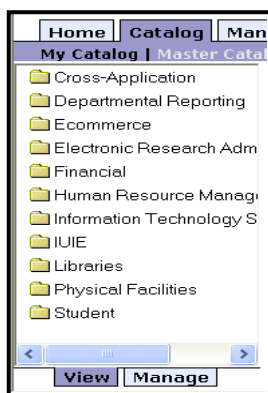 Home Catalog Man
My Catalog | Master Catal
Cross-Application
Departmental Reporting
Ecommerce
Electronic Research Adm
Financial
Human Resource Manage
Information Technology S
IUIE
Libraries
Physical Facilities
Student
View Manage